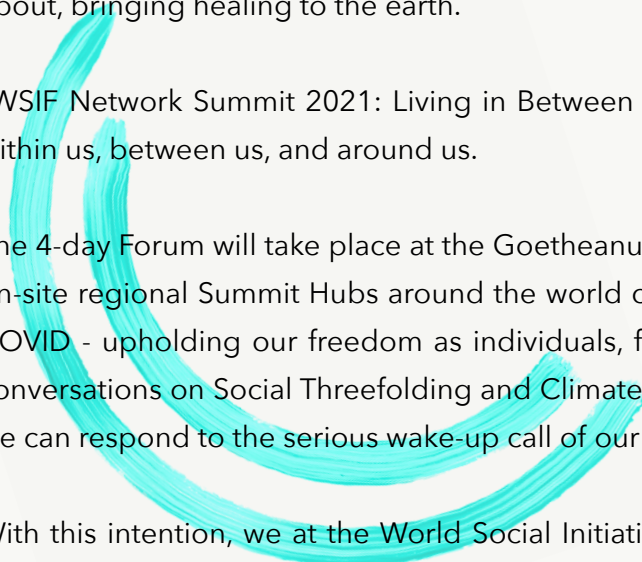 bout, bringing healing to the earth.
WSIF Network Summit 2021: Living in Between
ithin us, between us, and around us.
he 4-day Forum will take place at the Goetheanu
n-site regional Summit Hubs around the world
OVID - upholding our freedom as individuals,
onversations on Social Threefolding and Climate
e can respond to the serious wake-up call of our
ith this intention, we at the World Social Initiati